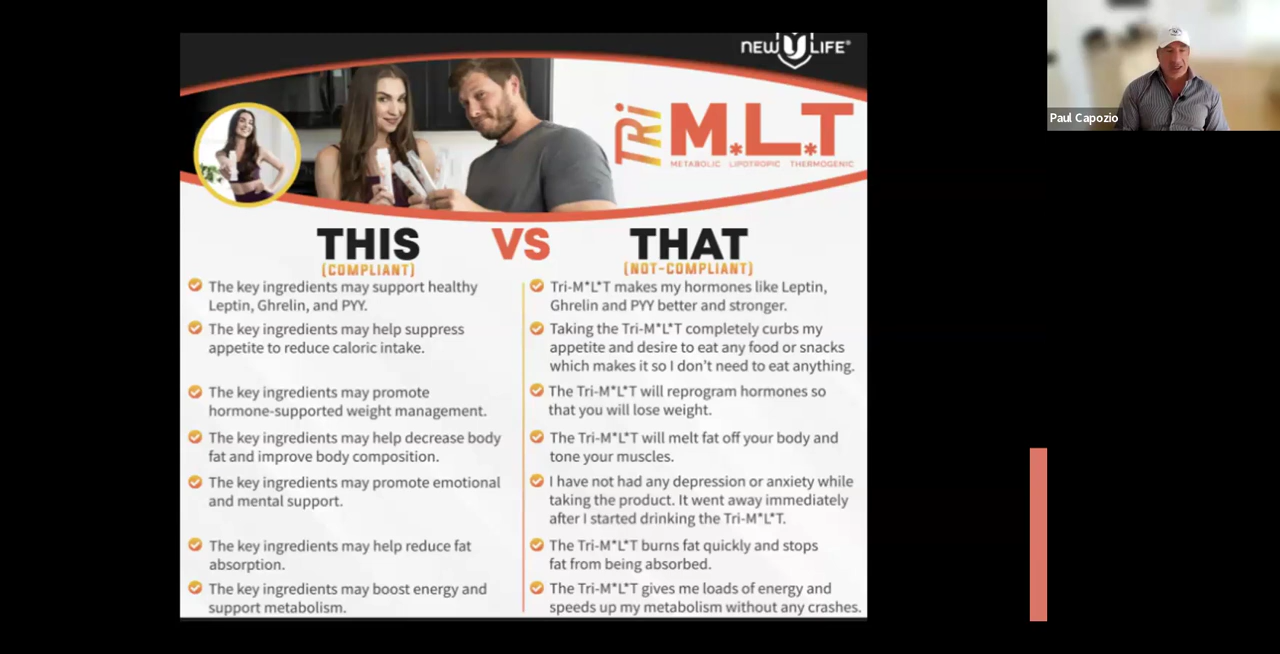 NEW U LIFE®
Paul Capozio
TRi M*L*T
METABOLIC LIPOTROPIC THERMOGENIC
THIS VS THAT
(COMPLIANT)
(NOT-COMPLIANT)
The key ingredients may support healthy
Leptin, Ghrelin, and PYY.
The key ingredients may help suppress
appetite to reduce caloric intake.
The key ingredients may promote
hormone-supported weight management.
The key ingredients may help decrease body
fat and improve body composition.
The key ingredients may promote emotional
and mental support.
The key ingredients may help reduce fat
absorption.
The key ingredients may boost energy and
support metabolism.
Tri-M*L*T makes my hormones like Leptin,
Ghrelin and PYY better and stronger.
Taking the Tri-M*L*T completely curbs my
appetite and desire to eat any food or snacks
which makes it so I don't need to eat anything.
The Tri-M*L*T will reprogram hormones so
that you will lose weight.
The Tri-M*L*T will melt fat off your body and
tone your muscles.
I have not had any depression or anxiety while
taking the product. It went away immediately
after I started drinking the Tri-M*L*T.
The Tri-M*L*T burns fat quickly and stops
fat from being absorbed.
The Tri-M*L*T gives me loads of energy and
speeds up my metabolism without any crashes.